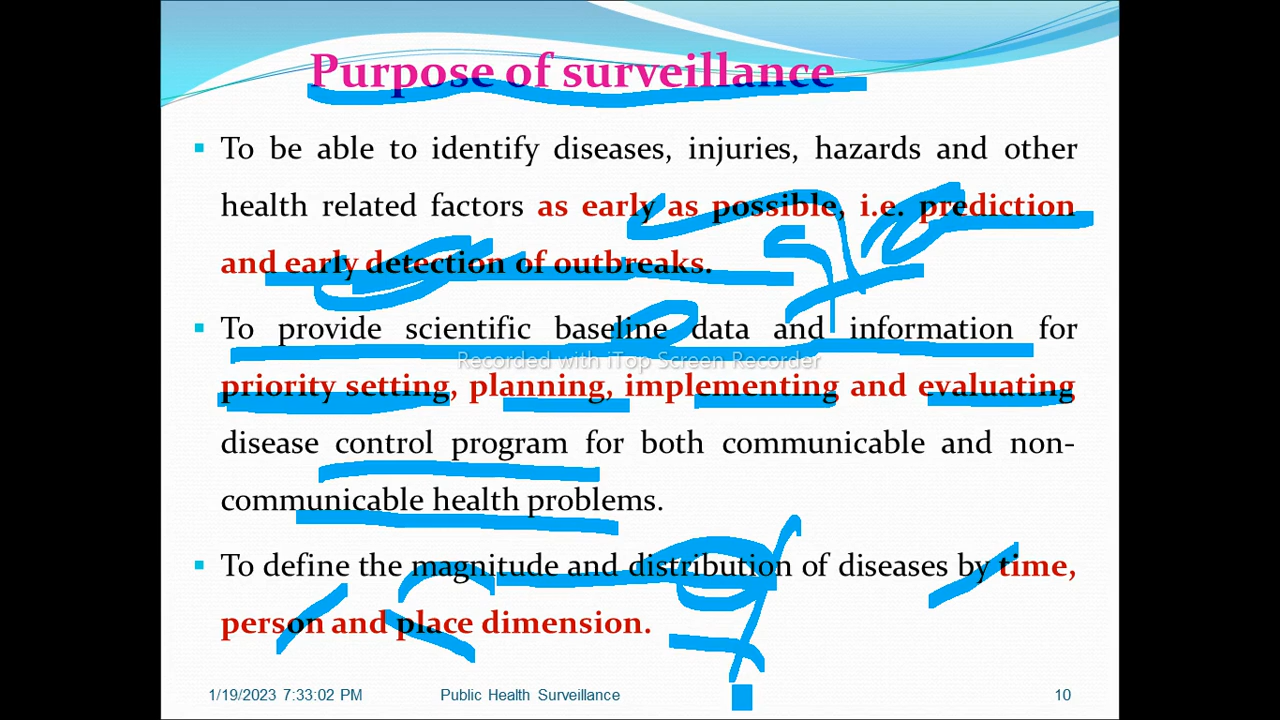 Purpose of surveillance
▪ To be able to identify diseases, injuries, hazards and other
health related factors as early as possible, i.e. prediction
and early detection of outbreaks.
▪ To provide scientific baseline data and information for
Recorded with iTop Screen Recorder
priority setting, planning, implementing and evaluating
disease control program for both communicable and non-
communicable health problems.
▪ To define the magnitude and distribution of diseases by time,
person and place dimension.
1/19/2023 7:33:02 PM Public Health Surveillance 10